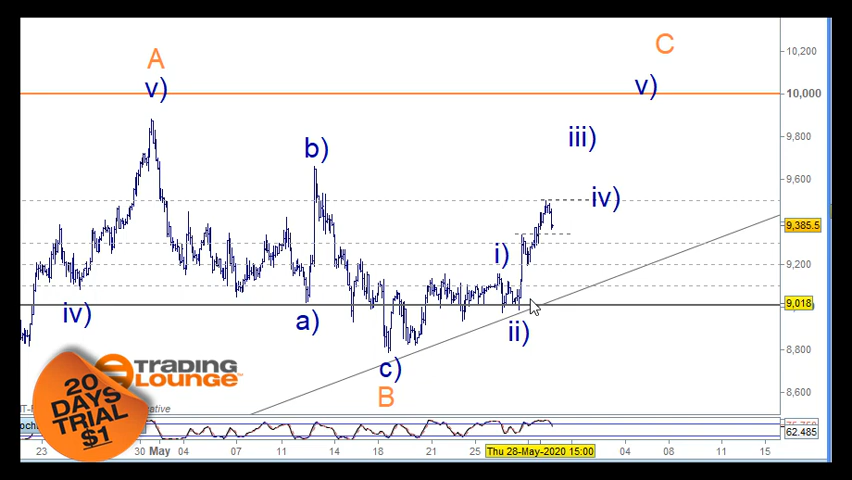 C
10,200
A
v)
v)
10,000
9,800
iii)
b)
9,600
iv)
9,385.5
i)
9,200
9,018
iv)
a)
ii)
8,800
c)
TRADING
LOUNGE™
B
8,600
20
DAYS
TRIAL
$1
62.485
23
30 May
04
07
11
14
18
21
25
Thu 28-May-2020 15:00
04
08
11
15